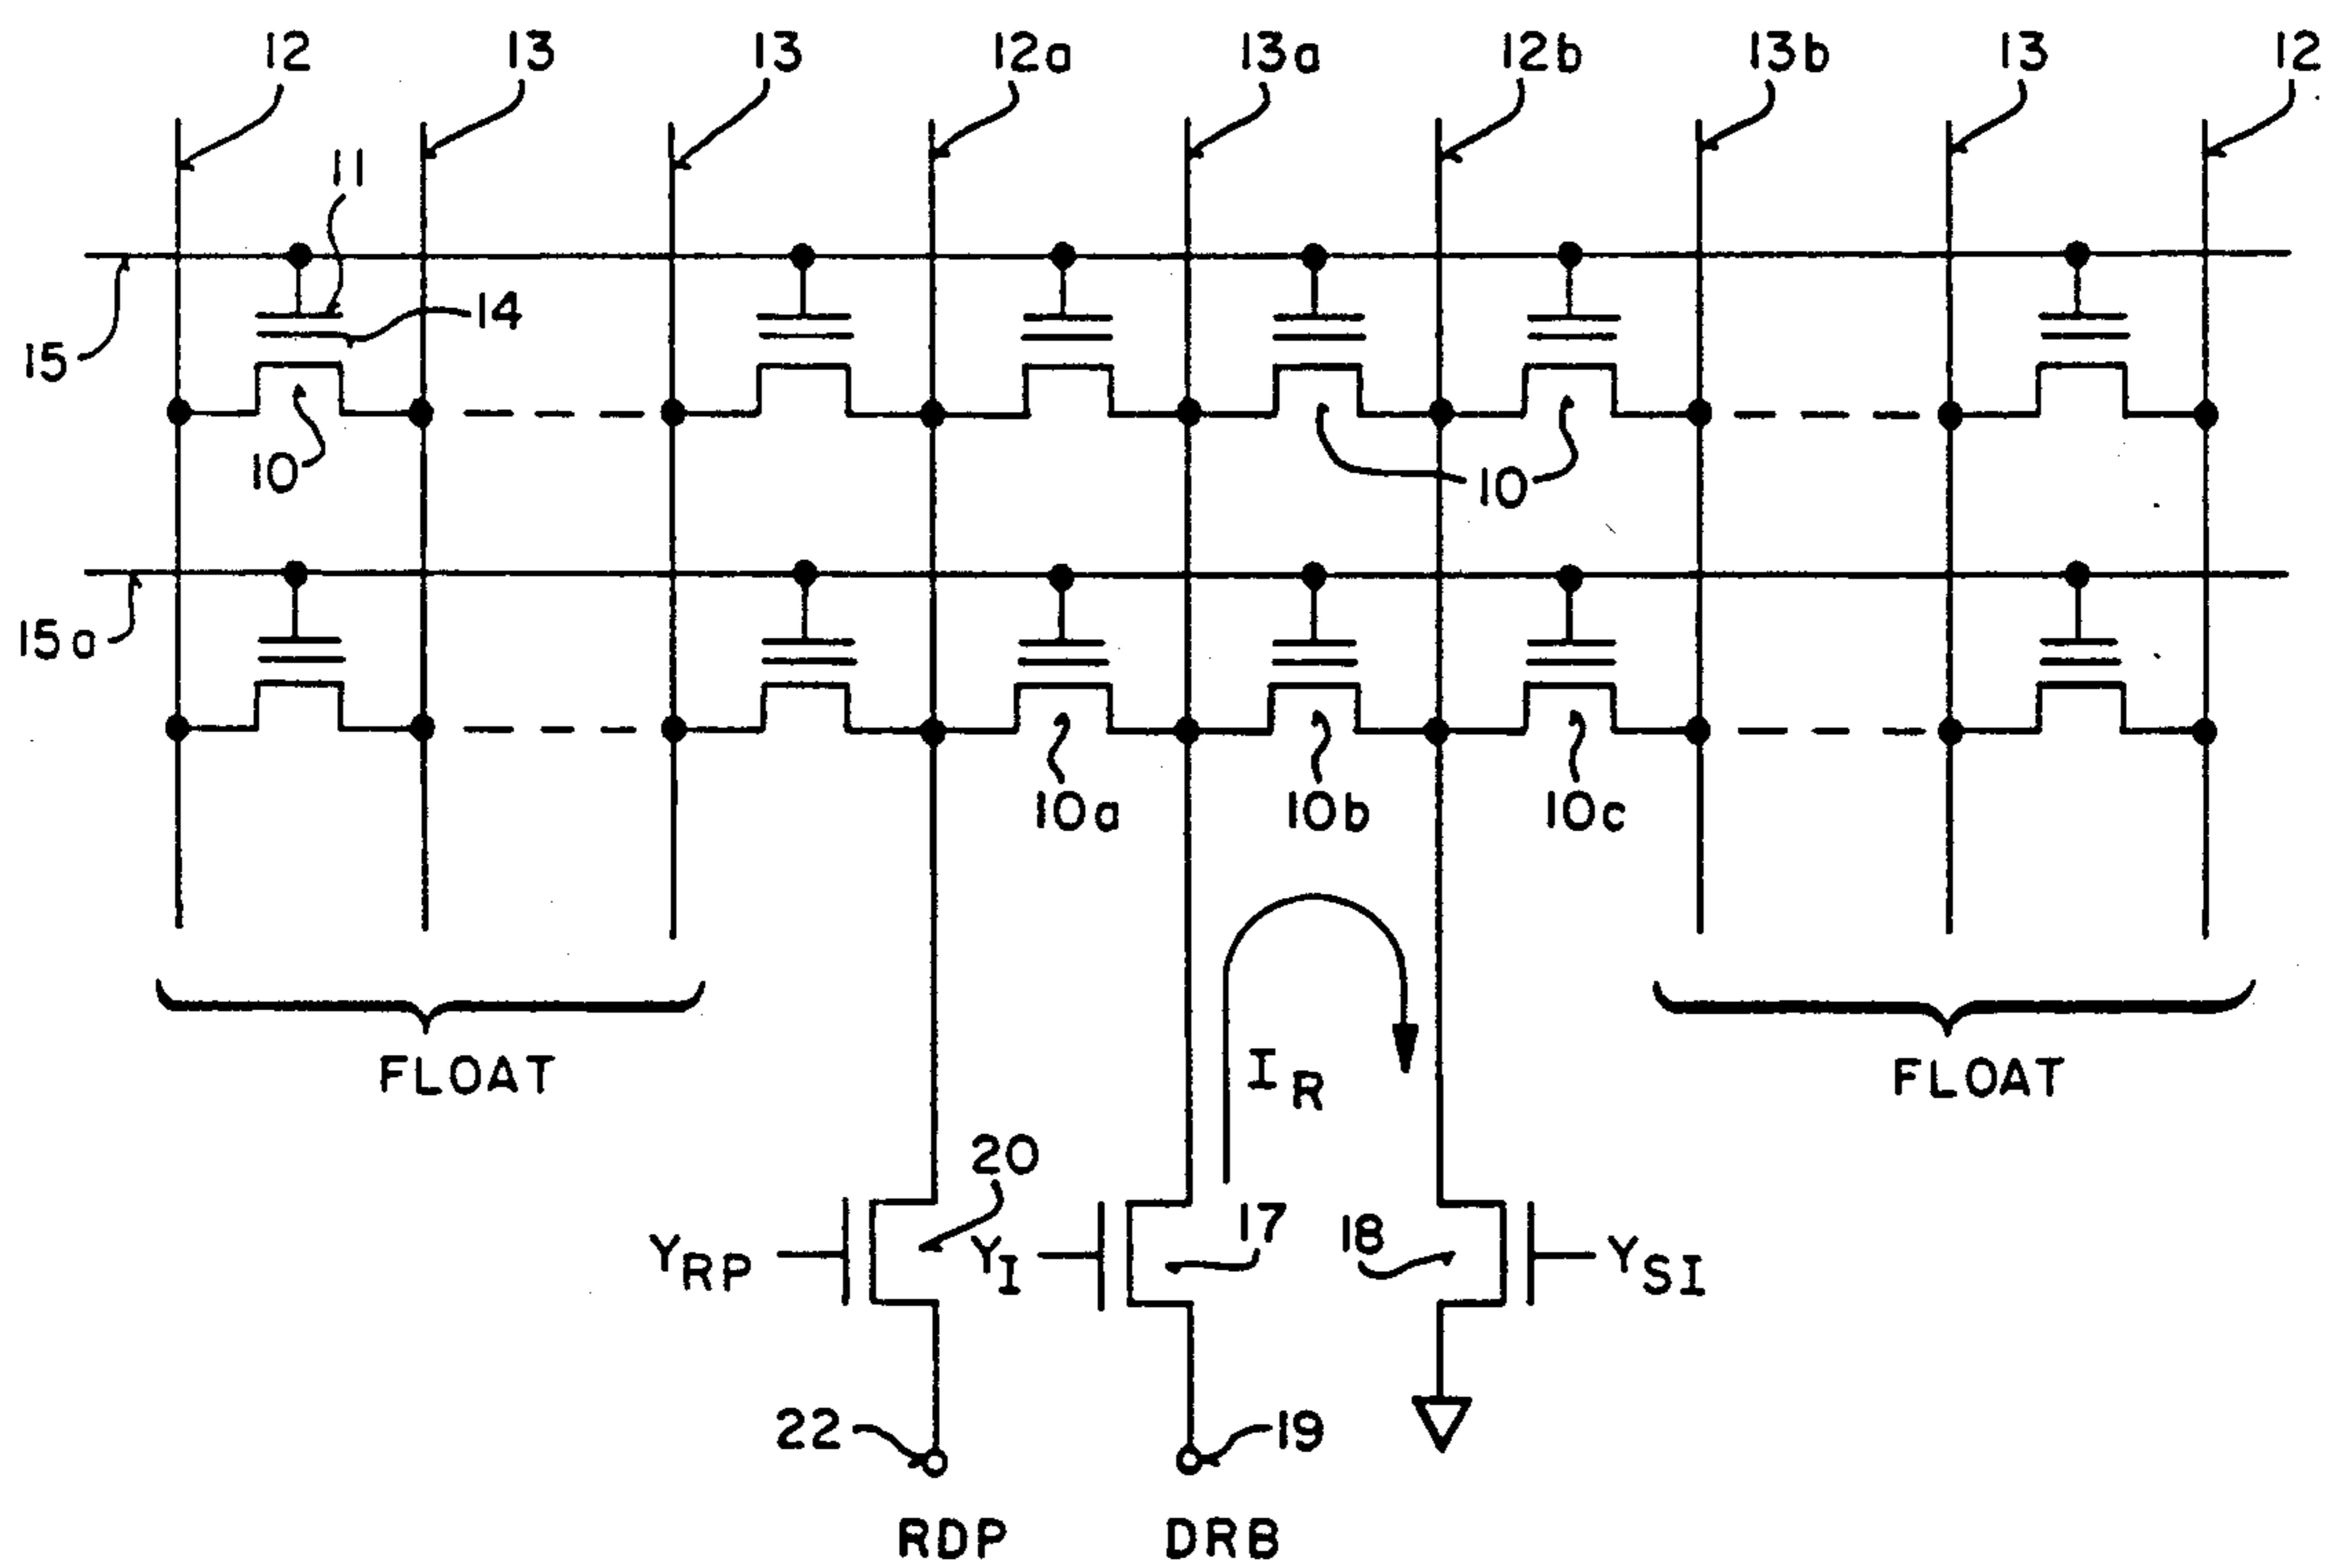 12 13 13 12a 13a 12b 13b 13 12
11
14
15
10 10
15a
10a 10b 10c
IR
FLOAT FLOAT
20
17
18
YRP YI YSI
22 19
RDP DRB